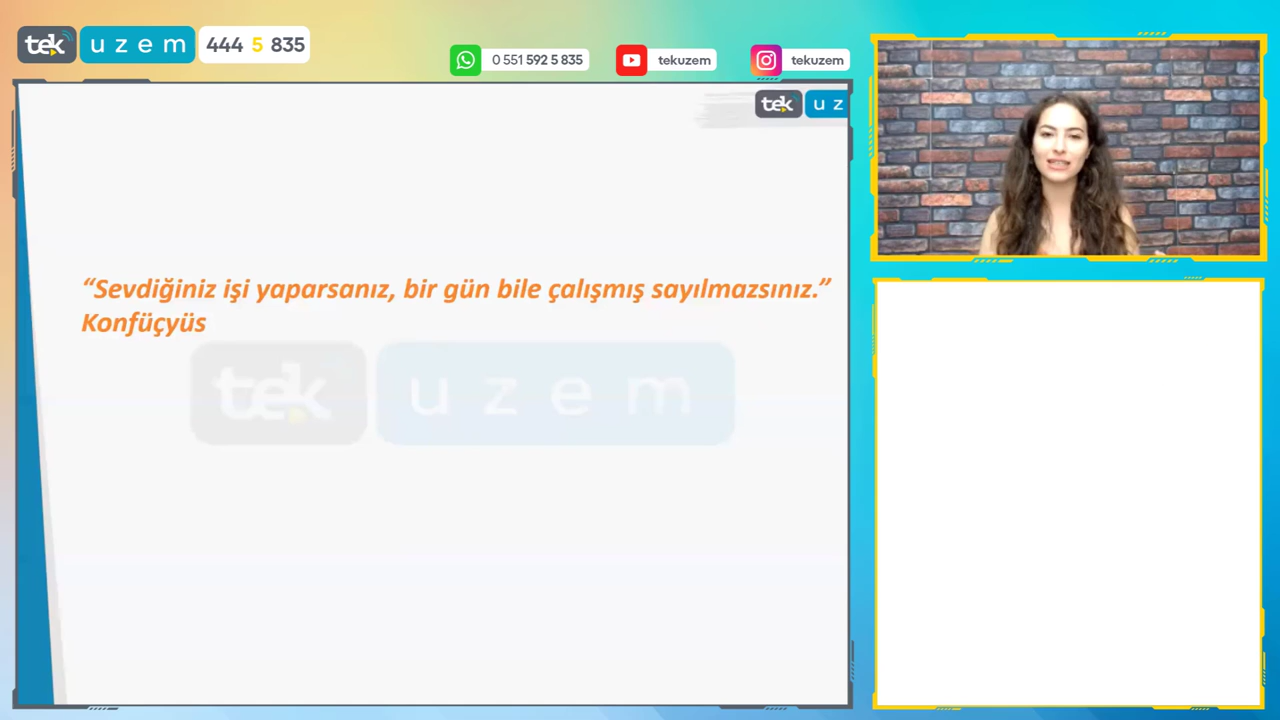 tek uzem 444 5 835
0 551 592 5 835
tekuzem
tekuzem
tek u z
“Sevdiğiniz işi yaparsanız, bir gün bile çalışmış sayılmazsınız.”
Konfüçyüs
tek uzem